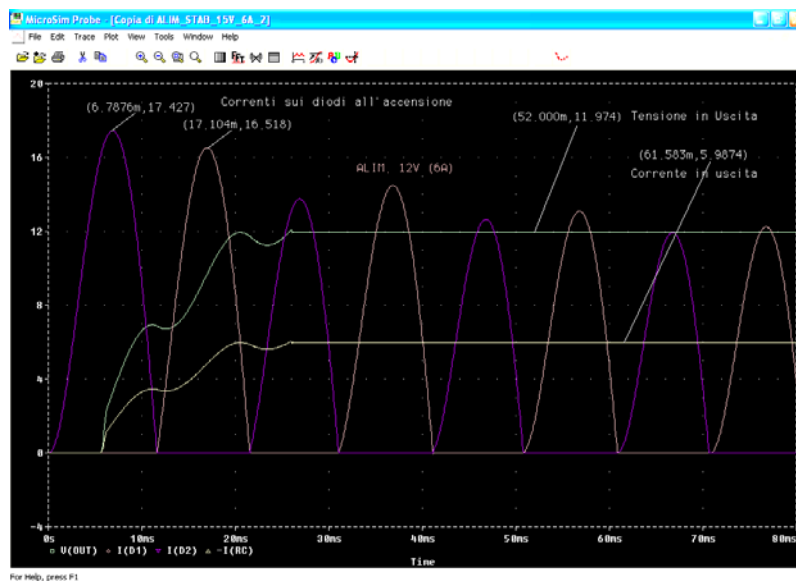 MicroSim Probe - [Copia di ALIM_STAB_15V_6A_2]
File Edit Trace Plot View Tools Window Help
20
(6.7876m,17.427)
Correnti sui diodi all'accensione
(17.104m,16.518)
(52.000m,11.974) Tensione in Uscita
16
(61.583m,5.9874)
Corrente in uscita
ALIM. 12V (6A)
12
8
4
0
-4
0s 10ms 20ms 30ms 40ms 50ms 60ms 70ms 80ms
V(OUT) I(D1) I(D2) -I(RC)
Time
For Help, press F1